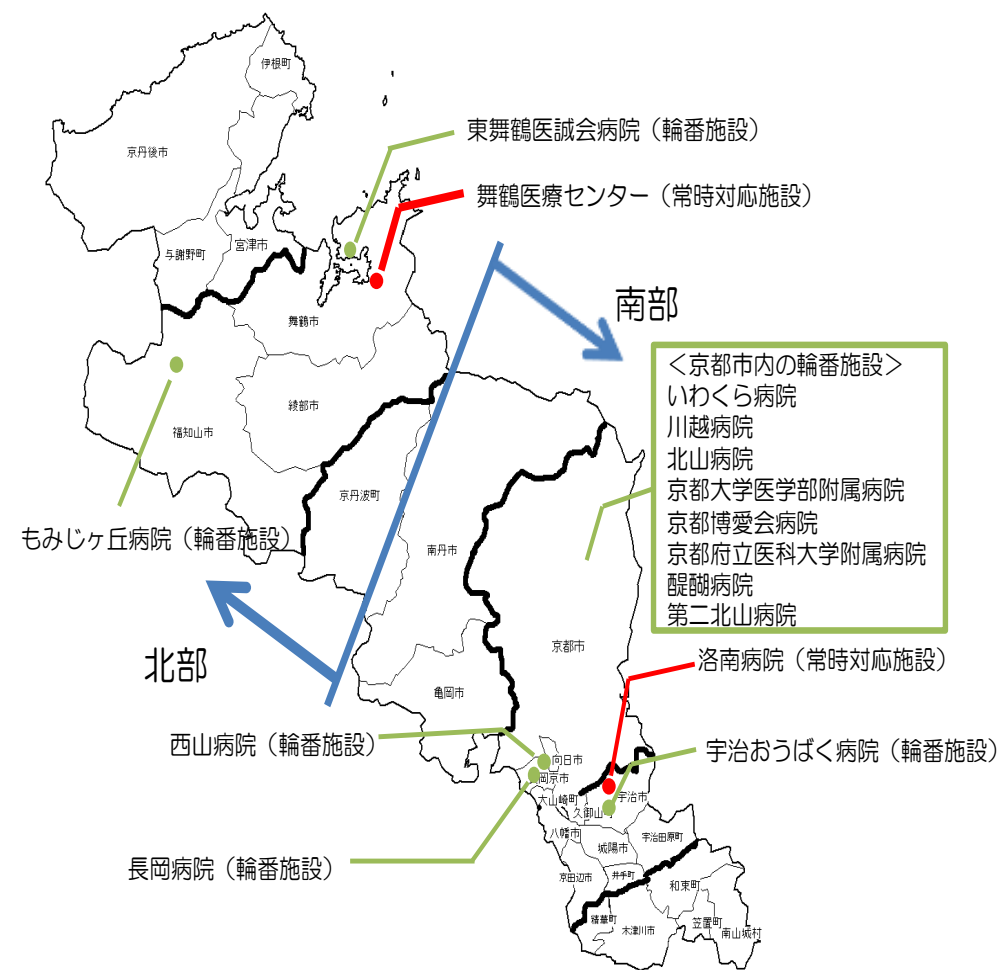 伊根町
京丹後市
東舞鶴医誠会病院（輪番施設）
舞鶴医療センター（常時対応施設）
与謝野町
宮津市
舞鶴市
南部
＜京都市内の輪番施設＞
いわくら病院
川越病院
北山病院
京都大学医学部附属病院
京都博愛会病院
京都府立医科大学附属病院
醍醐病院
第二北山病院
綾部市
福知山市
京丹波町
もみじヶ丘病院（輪番施設）
南丹市
京都市
北部
亀岡市
洛南病院（常時対応施設）
西山病院（輪番施設）
宇治おうばく病院（輪番施設）
向日市
岡京市
大山崎町
宇治市
久御山
八幡市
宇治田原町
城陽市
長岡病院（輪番施設）
京田辺市
井手町
和束町
精華町
木津川市
笠置町
南山城村